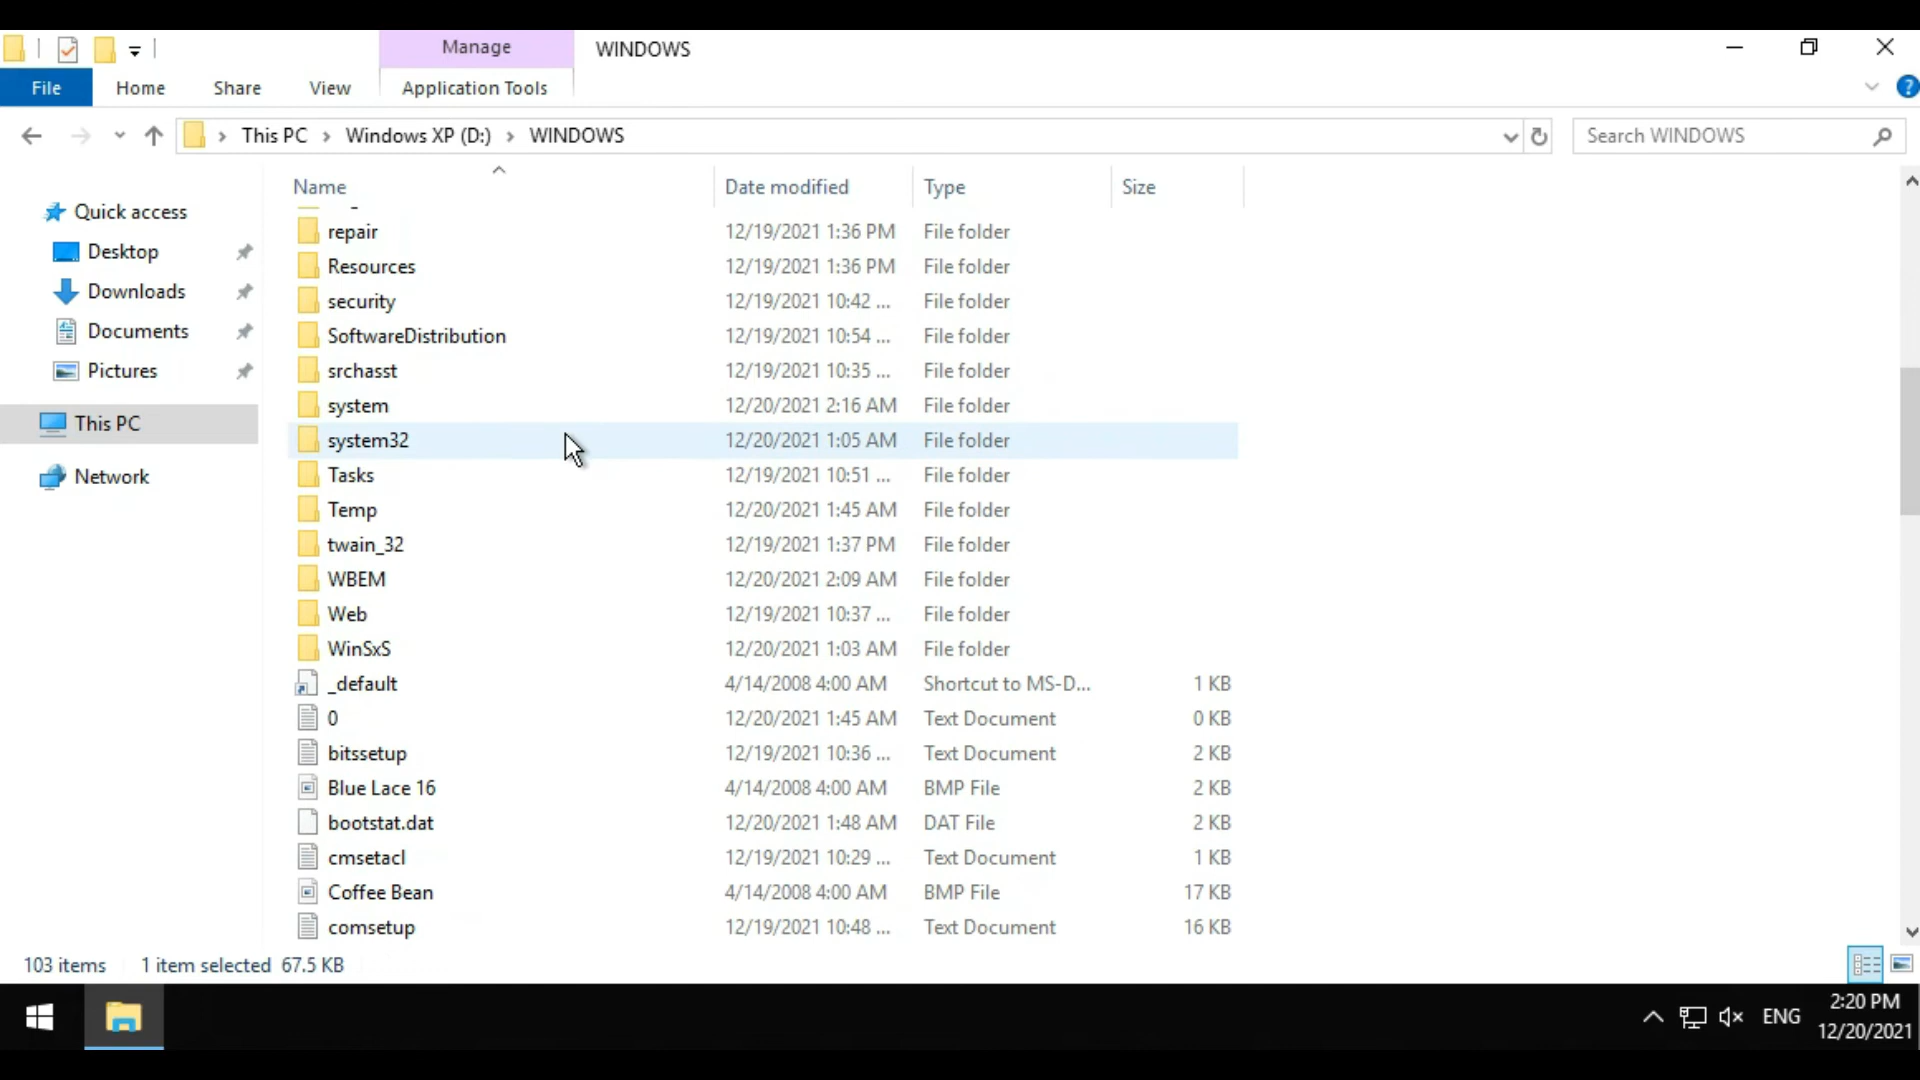 Manage WINDOWS
File Home Share View Application Tools
This PC Windows XP (D:) WINDOWS Search WINDOWS
Name Date modified Type Size
Quick access
Desktop
Downloads
Documents
Pictures
This PC
Network
repair 12/19/2021 1:36 PM File folder
Resources 12/19/2021 1:36 PM File folder
security 12/19/2021 10:42 ... File folder
SoftwareDistribution 12/19/2021 10:54 ... File folder
srchasst 12/19/2021 10:35 ... File folder
system 12/20/2021 2:16 AM File folder
system32 12/20/2021 1:05 AM File folder
Tasks 12/19/2021 10:51 ... File folder
Temp 12/20/2021 1:45 AM File folder
twain_32 12/19/2021 1:37 PM File folder
WBEM 12/20/2021 2:09 AM File folder
Web 12/19/2021 10:37 ... File folder
WinSxS 12/20/2021 1:03 AM File folder
_default 4/14/2008 4:00 AM Shortcut to MS-D... 1 KB
0 12/20/2021 1:45 AM Text Document 0 KB
bitssetup 12/19/2021 10:36 ... Text Document 2 KB
Blue Lace 16 4/14/2008 4:00 AM BMP File 2 KB
bootstat.dat 12/20/2021 1:48 AM DAT File 2 KB
cmsetacl 12/19/2021 10:29 ... Text Document 1 KB
Coffee Bean 4/14/2008 4:00 AM BMP File 17 KB
comsetup 12/19/2021 10:48 ... Text Document 16 KB
103 items 1 item selected 67.5 KB
ENG 2:20 PM
12/20/2021